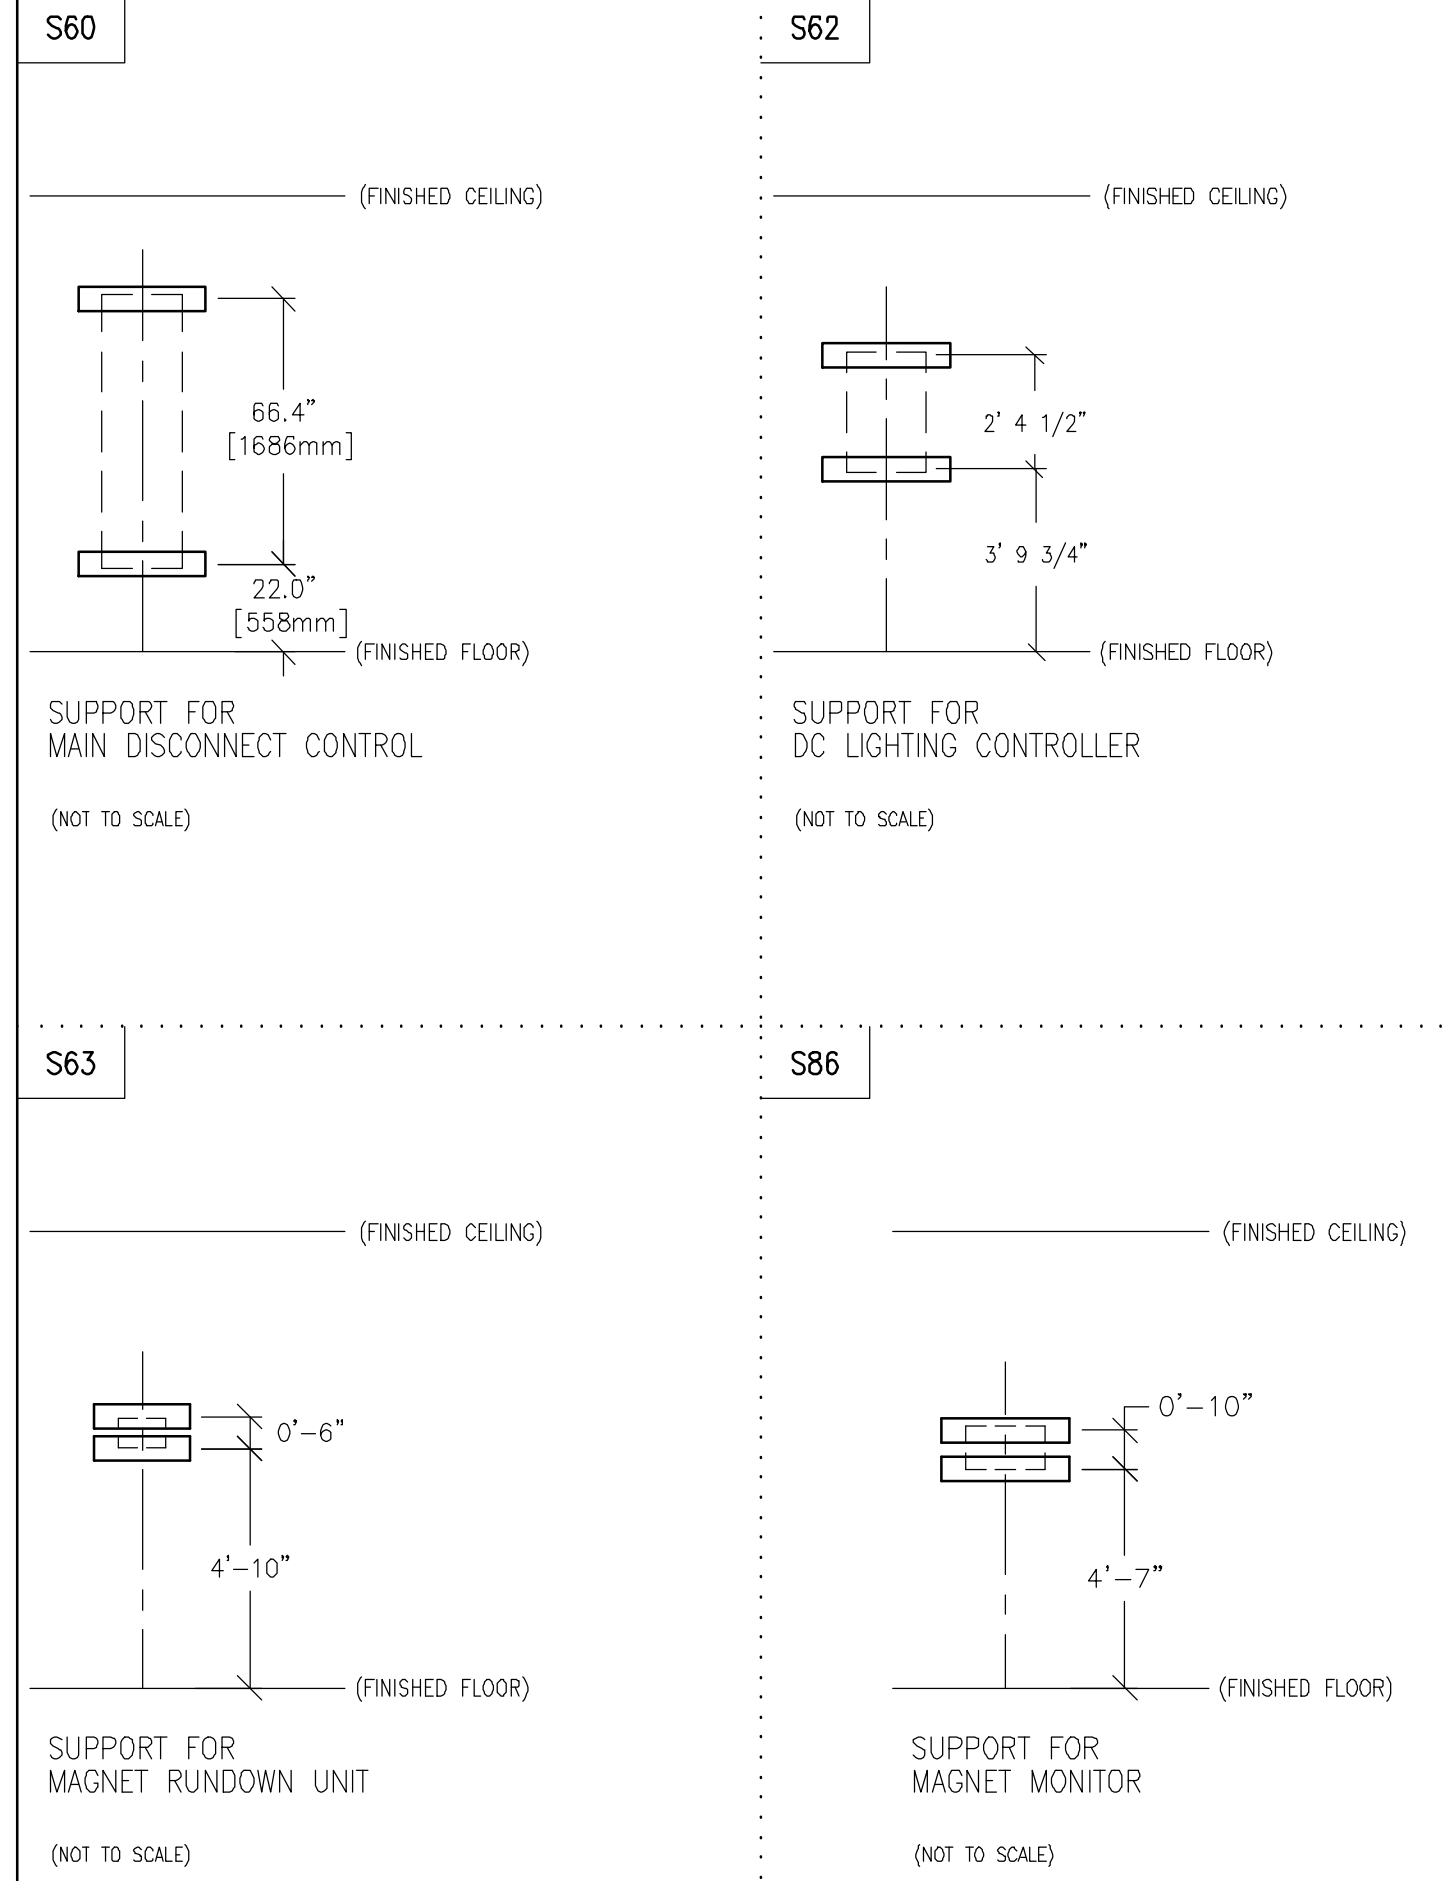 S60
(FINISHED CEILING)
66.4"
[1686mm]
22.0"
[558mm]
(FINISHED FLOOR)
SUPPORT FOR
MAIN DISCONNECT CONTROL
(NOT TO SCALE)
S62
(FINISHED CEILING)
2' 4 1/2"
3' 9 3/4"
(FINISHED FLOOR)
SUPPORT FOR
DC LIGHTING CONTROLLER
(NOT TO SCALE)
S63
(FINISHED CEILING)
0'-6"
4'-10"
(FINISHED FLOOR)
SUPPORT FOR
MAGNET RUNDOWN UNIT
(NOT TO SCALE)
S86
(FINISHED CEILING)
0'-10"
4'-7"
(FINISHED FLOOR)
SUPPORT FOR
MAGNET MONITOR
(NOT TO SCALE)